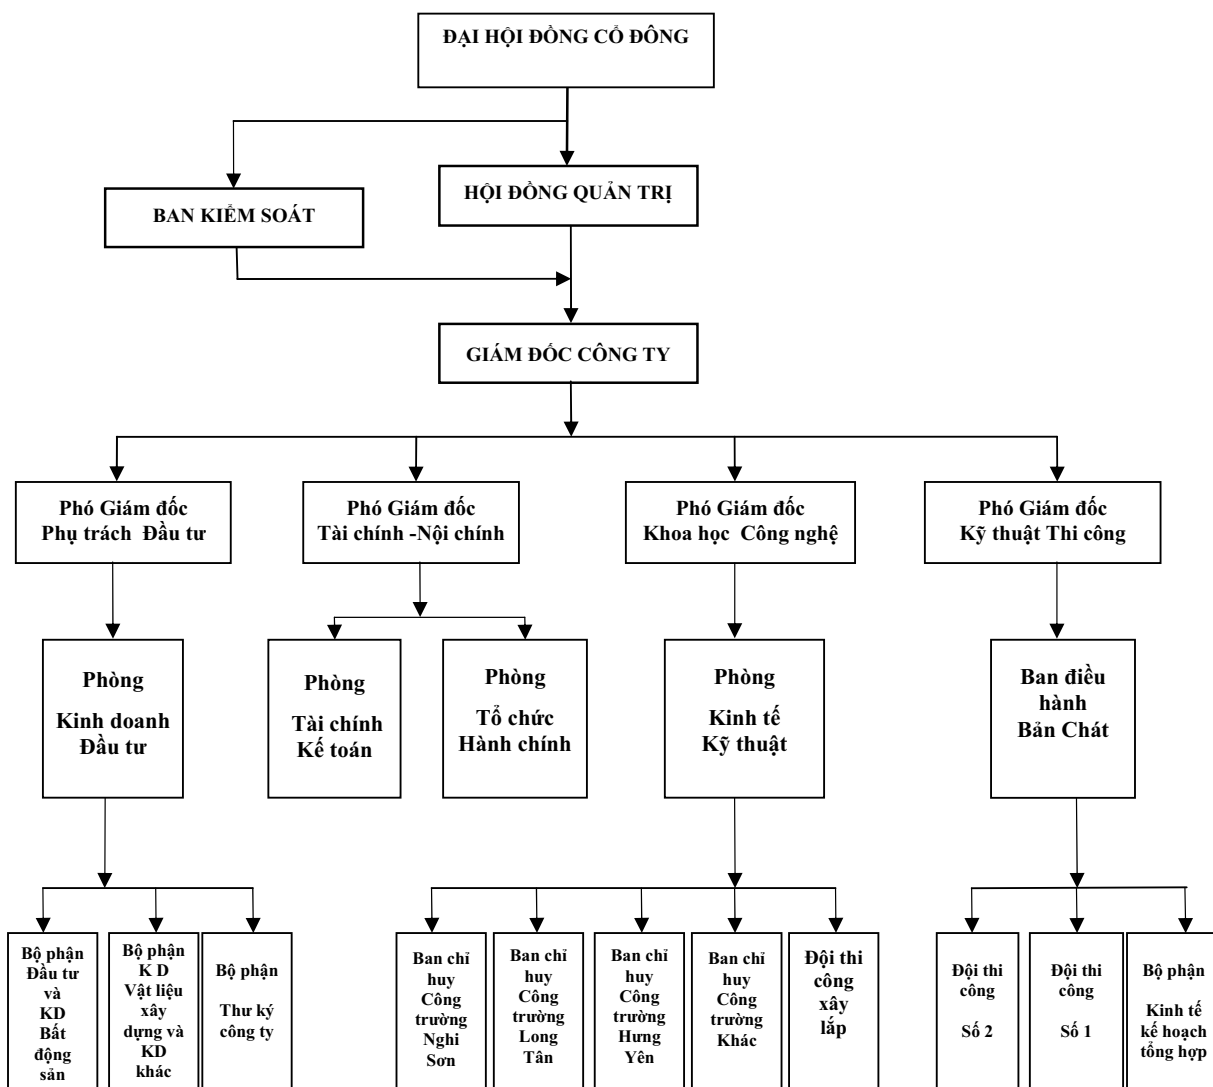 ĐẠI HỘI ĐỒNG CỔ ĐÔNG
HỘI ĐỒNG QUẢN TRỊ
BAN KIỂM SOÁT
GIÁM ĐỐC CÔNG TY
Phó Giám đốc
Phụ trách Đầu tư
Phó Giám đốc
Tài chính -Nội chính
Phó Giám đốc
Khoa học Công nghệ
Phó Giám đốc
Kỹ thuật Thi công
Phòng
Kinh doanh
Đầu tư
Phòng
Tài chính
Kế toán
Phòng
Tổ chức
Hành chính
Phòng
Kinh tế
Kỹ thuật
Ban điều
hành
Bản Chát
Bộ phận
Đầu tư
và
KD
Bất
động
sản
Bộ phận
K D
Vật liệu
xây
dựng và
KD
khác
Bộ phận
Thư ký
công ty
Ban chỉ
huy
Công
trường
Nghi
Sơn
Ban chỉ
huy
Công
trường
Long
Tân
Ban chỉ
huy
Công
trường
Hưng
Yên
Ban chỉ
huy
Công
trường
Khác
Đội thi
công
xây
lắp
Đội thi
công
Số 2
Đội thi
công
Số 1
Bộ phận
Kinh tế
kế hoạch
tổng hợp